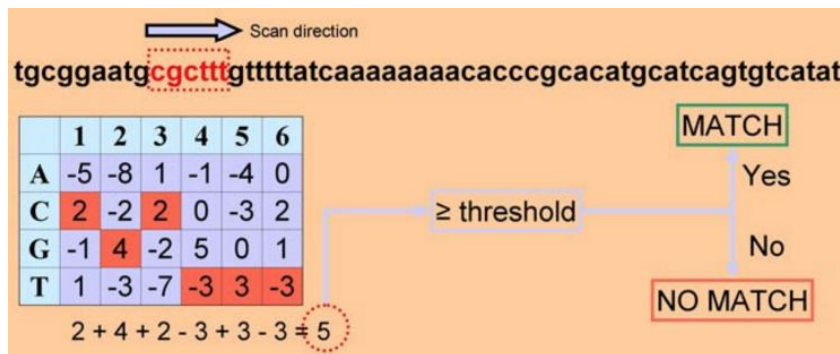 Scan direction
tgcggaatgcgctttgtttttatcaaaaaaaaacacccgcacatgcatcagtgtcatat
1 2 3 4 5 6
A -5 -8 1 -1 -4 0
C 2 -2 2 0 -3 2
G -1 4 -2 5 0 1
T 1 -3 -7 -3 3 -3
2 + 4 + 2 - 3 + 3 - 3 = 5
≥ threshold
MATCH
Yes
No
NO MATCH